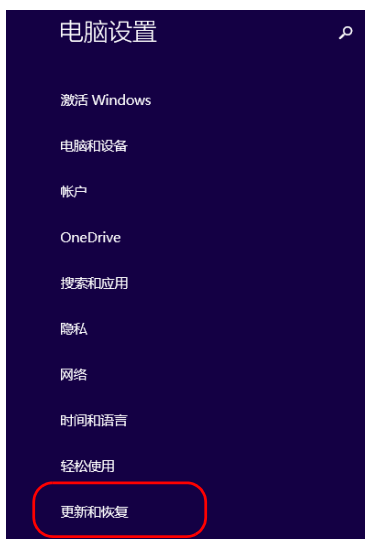 电脑设置
激活 Windows
电脑和设备
帐户
OneDrive
搜索和应用
隐私
网络
时间和语言
轻松使用
更新和恢复